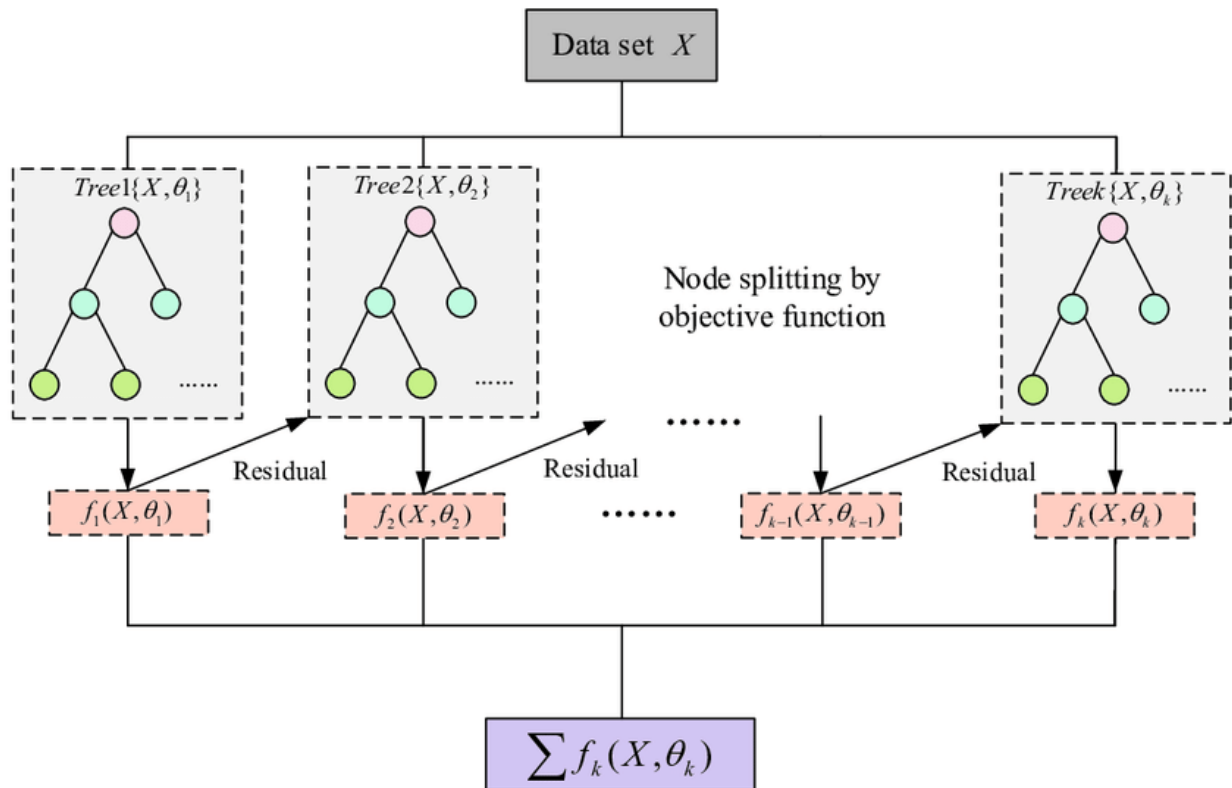 Data set X
Tree1{X,θ₁}
Tree2{X,θ₂}
Treek{X,θₖ}
Node splitting by
objective function
......
......
......
......
Residual
Residual
Residual
f₁(X,θ₁)
f₂(X,θ₂)
......
fₖ₋₁(X,θₖ₋₁)
fₖ(X,θₖ)
∑fₖ(X,θₖ)